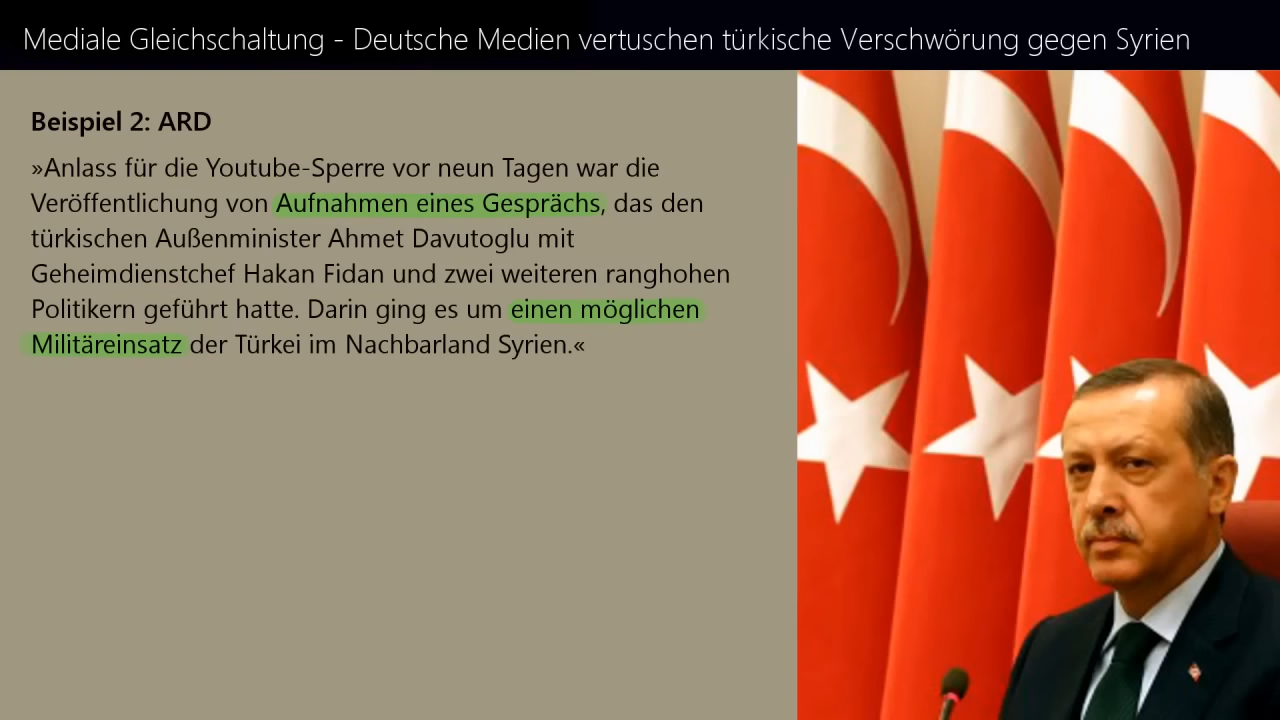 Mediale Gleichschaltung - Deutsche Medien vertuschen türkische Verschwörung gegen Syrien
Beispiel 2: ARD
»Anlass für die Youtube-Sperre vor neun Tagen war die
Veröffentlichung von Aufnahmen eines Gesprächs, das den
türkischen Außenminister Ahmet Davutoglu mit
Geheimdienstchef Hakan Fidan und zwei weiteren ranghohen
Politikern geführt hatte. Darin ging es um einen möglichen
Militäreinsatz der Türkei im Nachbarland Syrien.«